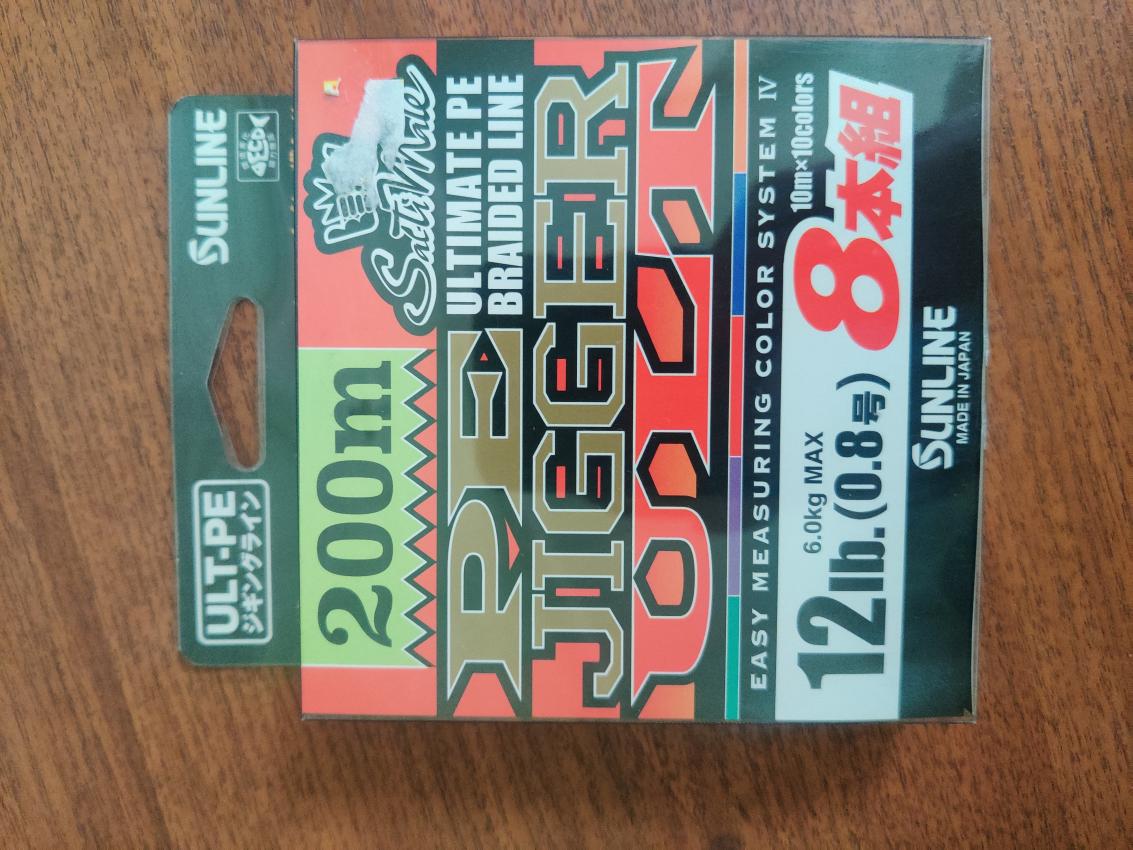 SUNLINE
ULT-PE
ジギングライン
SaltiMate
200m
ULTIMATE PE
BRAIDED LINE
PE
JIGGER
ULT
EASY MEASURING COLOR SYSTEM IV
10m×10colors
6.0kg MAX
12lb.(0.8号)
8本組
SUNLINE
MADE IN JAPAN